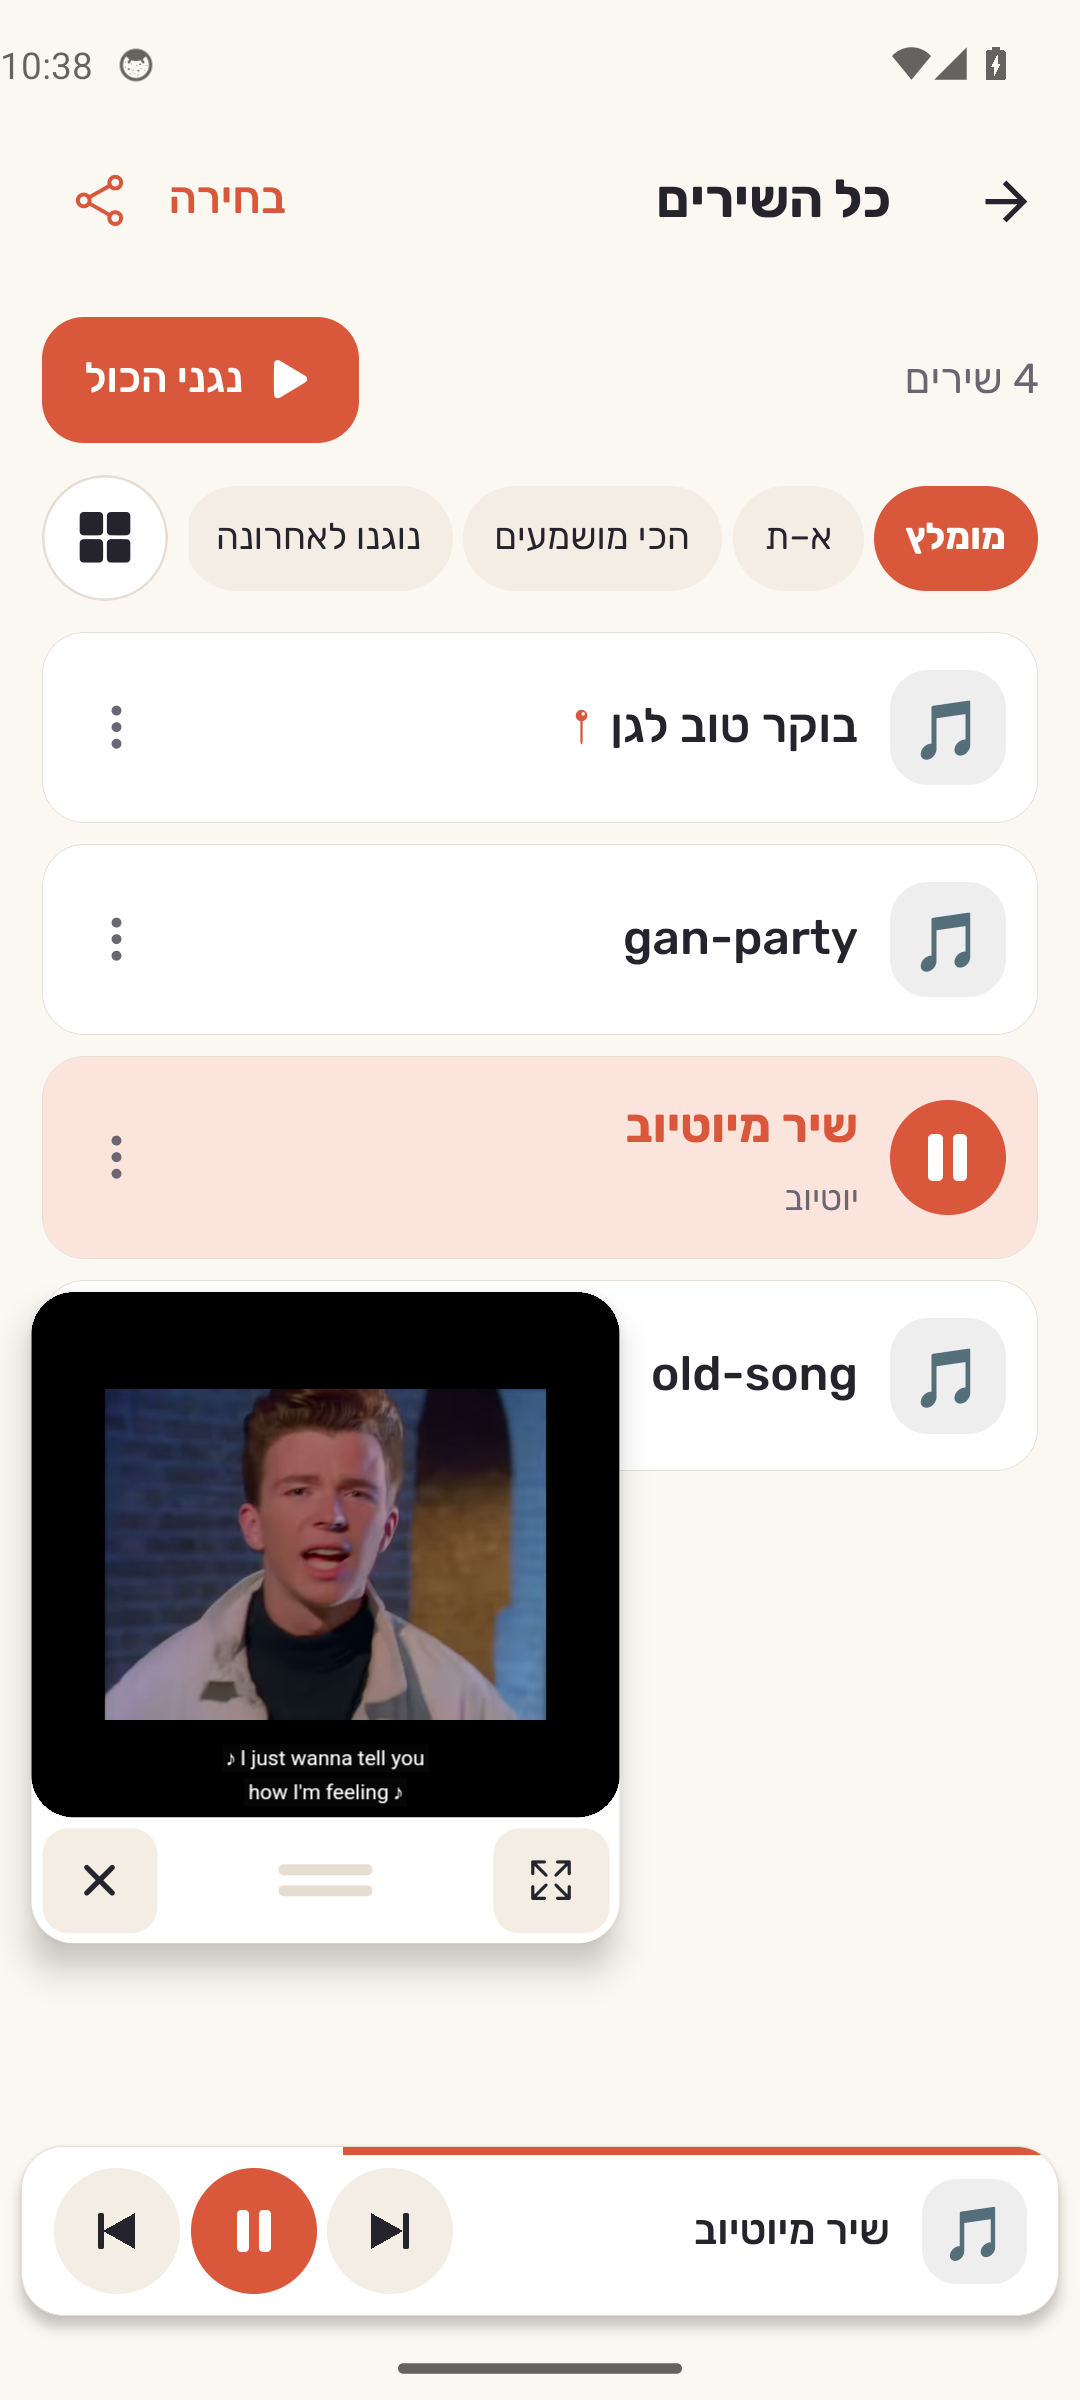 10:38
כל השירים
בחירה
4 שירים
נגני הכול
מומלץ
א-ת
הכי מושמעים
נוגנו לאחרונה
בוקר טוב לגן
gan-party
שיר מיוטיוב
יוטיוב
old-song
♪ I just wanna tell you
how I'm feeling ♪
שיר מיוטיוב